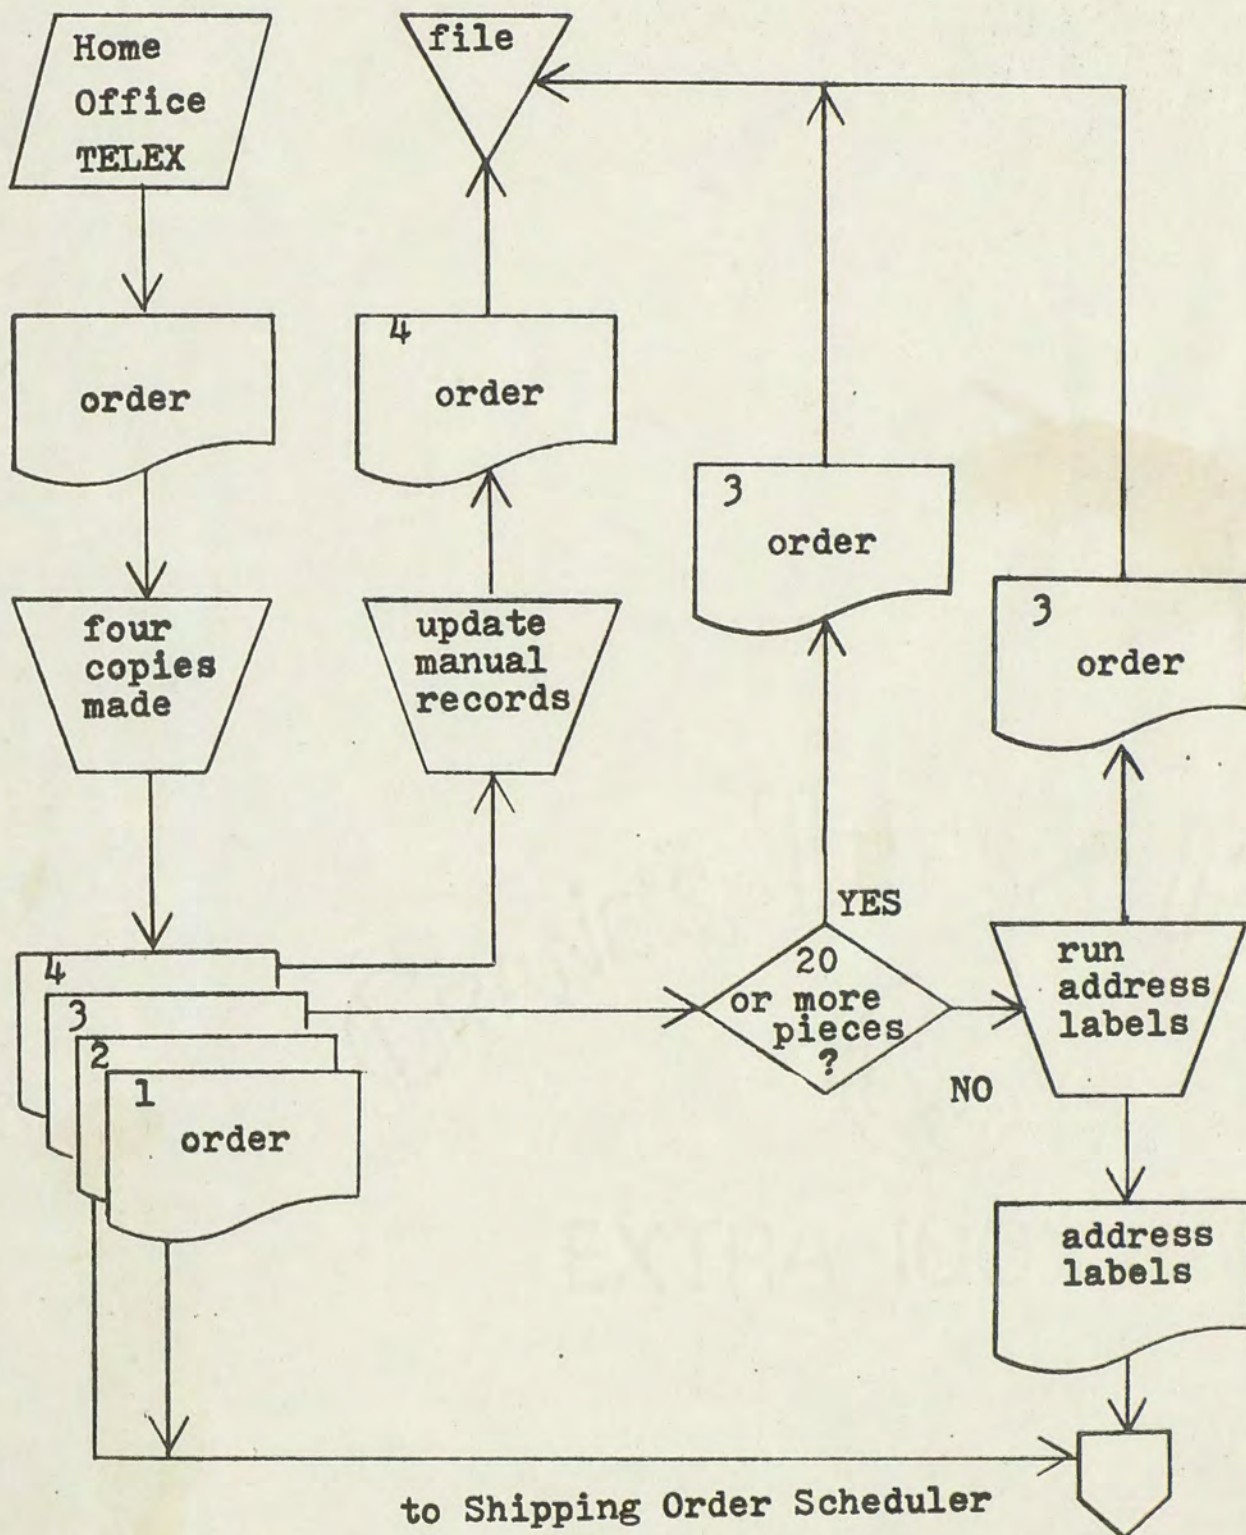 Home
Office
TELEX
file
order
4
order
3
order
3
order
four
copies
made
update
manual
records
YES
20
or more
pieces
?
NO
run
address
labels
4
3
2
1
order
address
labels
to Shipping Order Scheduler